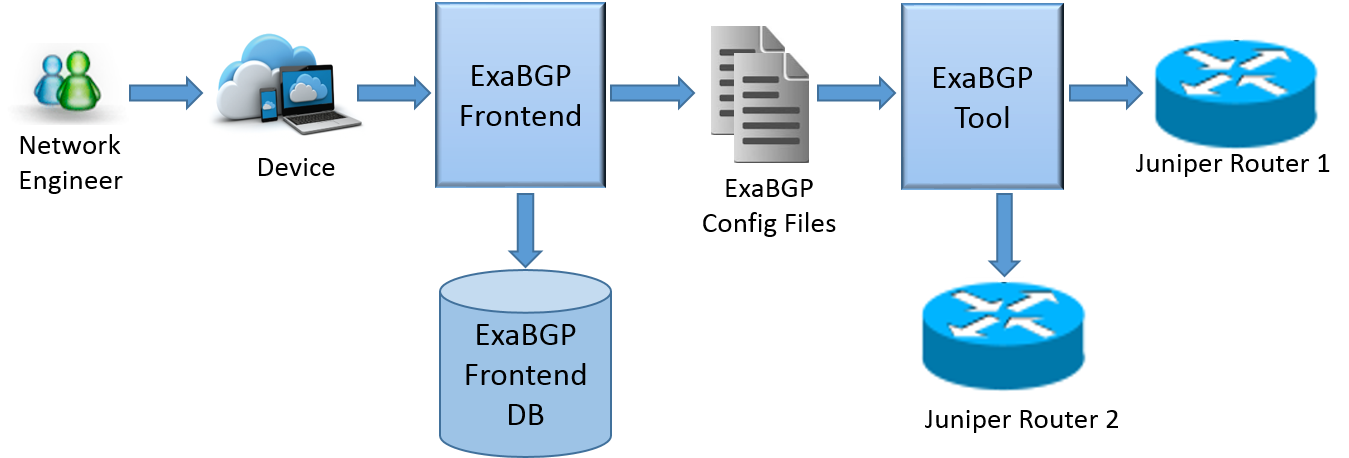 Network
Engineer
Device
ExaBGP
Frontend
ExaBGP
Frontend
DB
ExaBGP
Config Files
ExaBGP
Tool
Juniper Router 1
Juniper Router 2